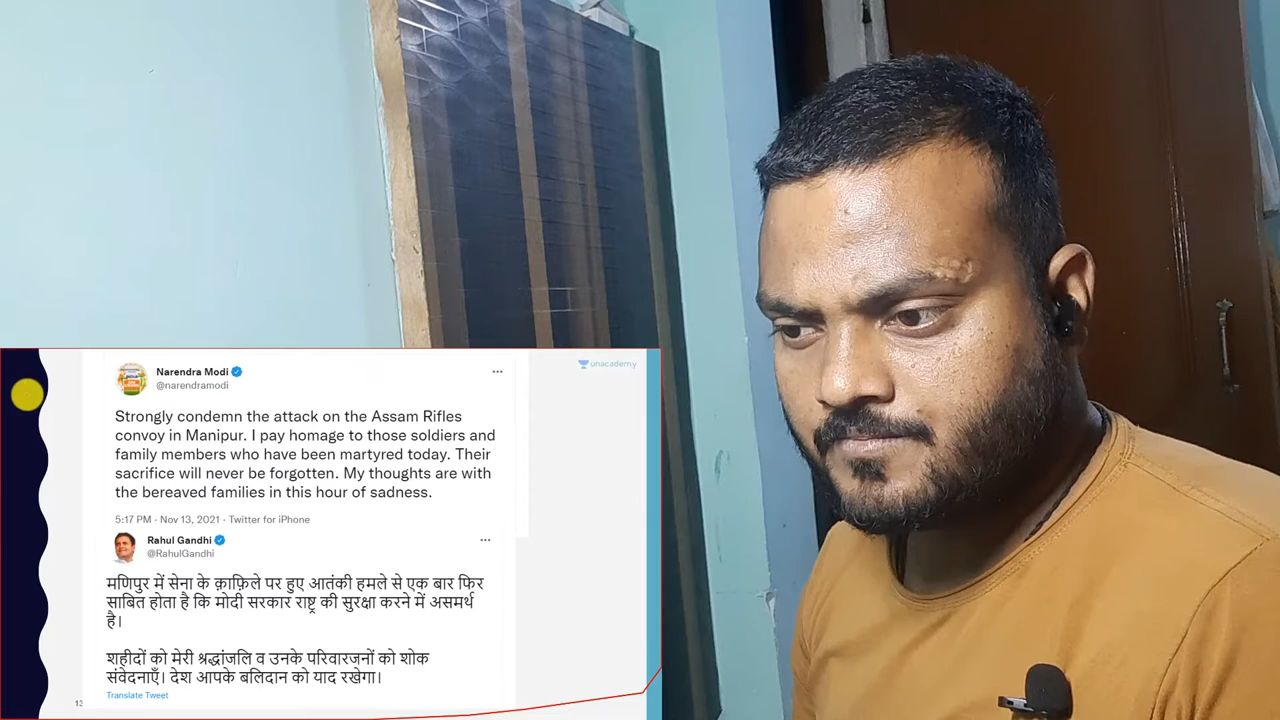 unacademy
Narendra Modi
@narendramodi
Strongly condemn the attack on the Assam Rifles
convoy in Manipur. I pay homage to those soldiers and
family members who have been martyred today. Their
sacrifice will never be forgotten. My thoughts are with
the bereaved families in this hour of sadness.
5:17 PM · Nov 13, 2021 · Twitter for iPhone
Rahul Gandhi
@RahulGandhi
मणिपुर में सेना के क़ाफ़िले पर हुए आतंकी हमले से एक बार फिर
साबित होता है कि मोदी सरकार राष्ट्र की सुरक्षा करने में असमर्थ
है।
शहीदों को मेरी श्रद्धांजलि व उनके परिवारजनों को शोक
संवेदनाएँ। देश आपके बलिदान को याद रखेगा।
Translate Tweet
13